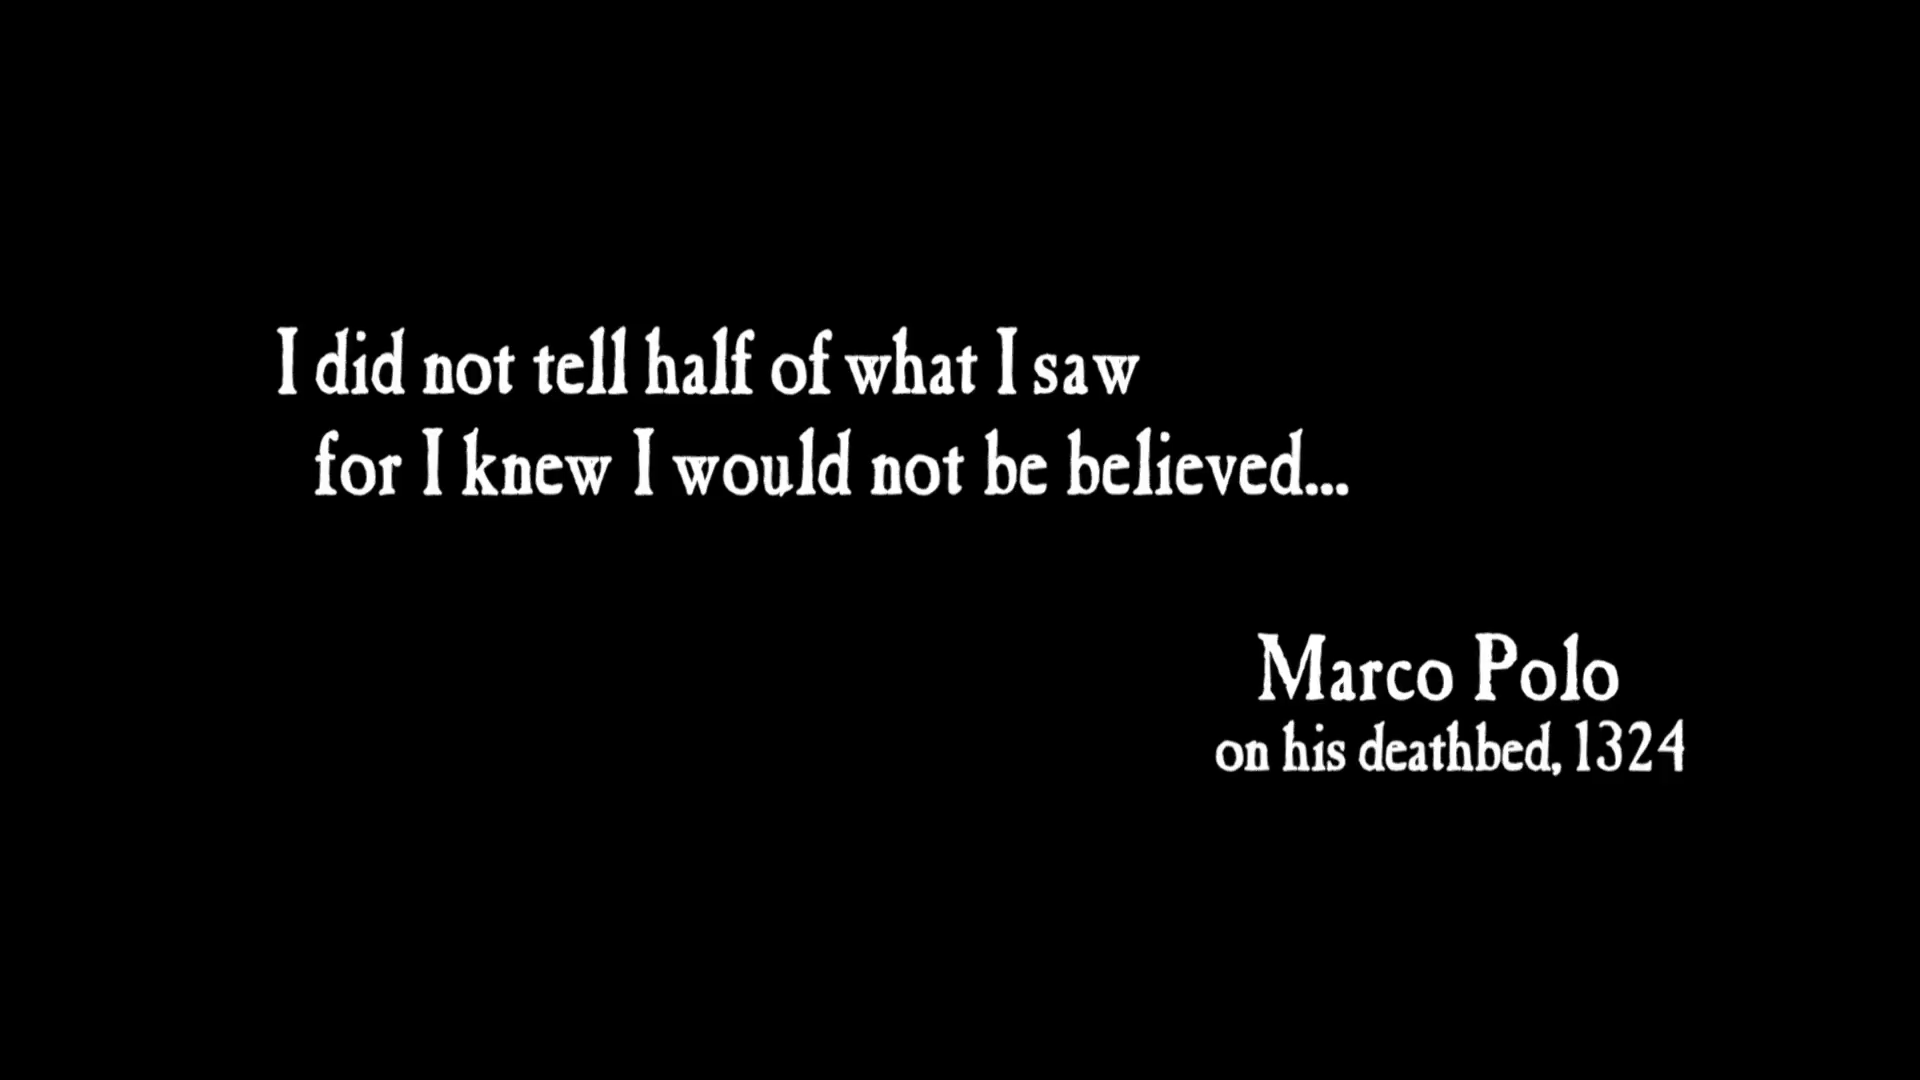 I did not tell half of what I saw
for I knew I would not be believed...
Marco Polo
on his deathbed, 1324